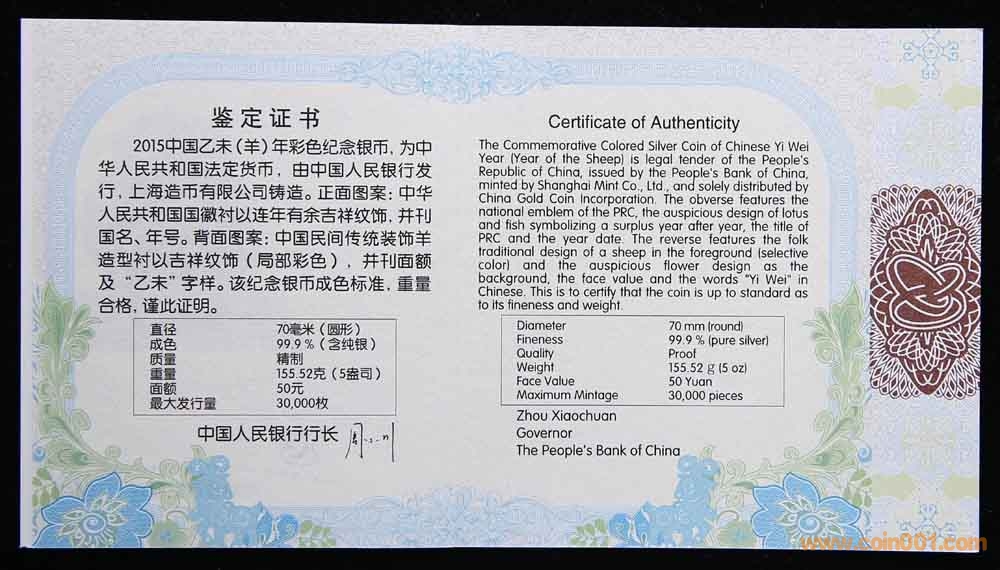 鉴定证书
2015中国乙未(羊)年彩色纪念银币,为中
华人民共和国法定货币,由中国人民银行发
行,上海造币有限公司铸造。正面图案:中华
人民共和国国徽衬以连年有余吉祥纹饰,并刊
国名、年号。背面图案:中国民间传统装饰羊
造型衬以吉祥纹饰(局部彩色),并刊面额
及“乙未”字样。该纪念银币成色标准,重量
合格,谨此证明。
直径 70毫米(圆形)
成色 99.9%(含纯银)
质量 精制
重量 155.52克(5盎司)
面额 50元
最大发行量 30,000枚
中国人民银行行长
Certificate of Authenticity
The Commemorative Colored Silver Coin of Chinese Yi Wei
Year (Year of the Sheep) is legal tender of the People's
Republic of China, issued by the People's Bank of China,
minted by Shanghai Mint Co., Ltd., and solely distributed by
China Gold Coin Incorporation. The obverse features the
national emblem of the PRC, the auspicious design of lotus
and fish symbolizing a surplus year after year, the title of
PRC and the year date. The reverse features the folk
traditional design of a sheep in the foreground (selective
color) and the auspicious flower design as the
background, the face value and the words "Yi Wei" in
Chinese. This is to certify that the coin is up to standard as
to its fineness and weight.
Diameter 70 mm (round)
Fineness 99.9 % (pure silver)
Quality Proof
Weight 155.52 g (5 oz)
Face Value 50 Yuan
Maximum Mintage 30,000 pieces
Zhou Xiaochuan
Governor
The People's Bank of China
www.coin001.com